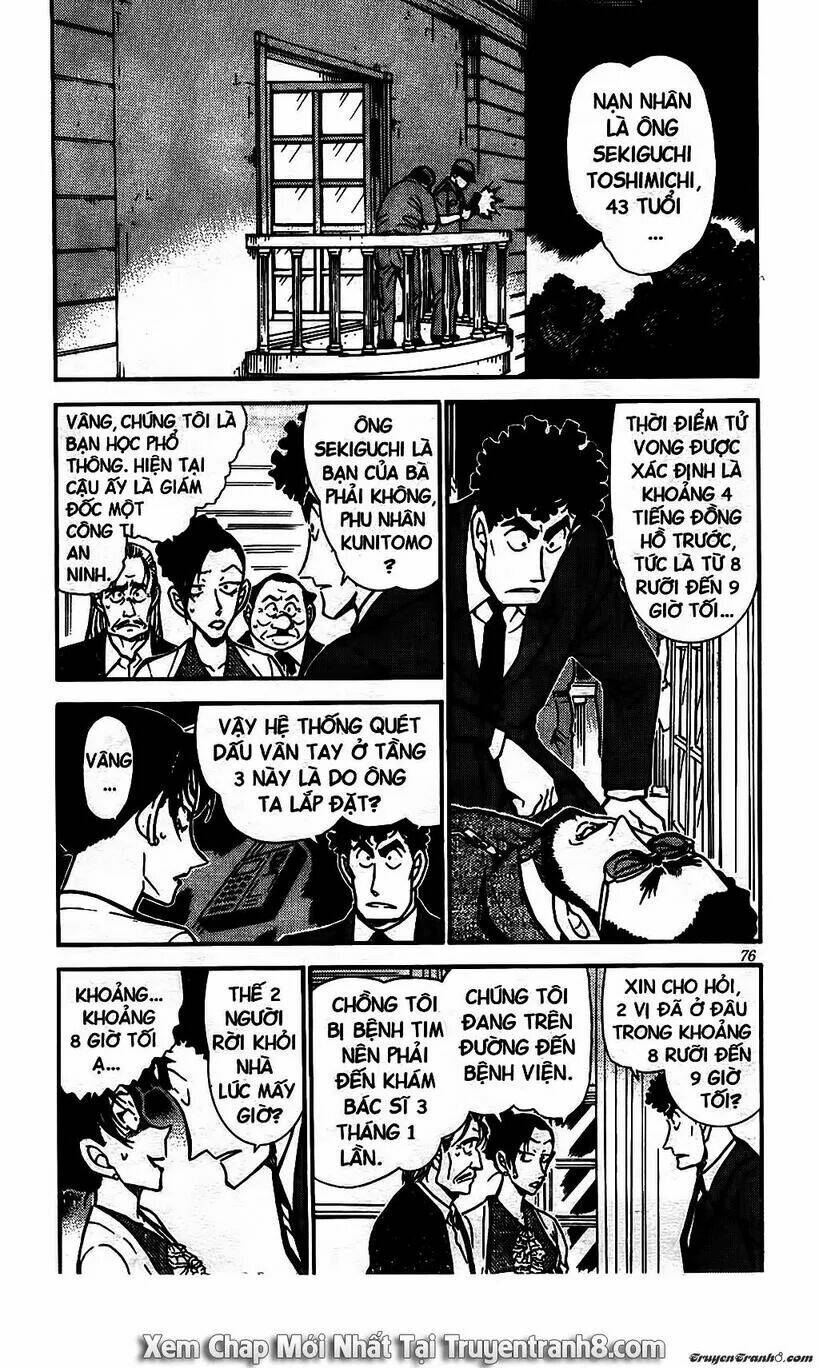 NẠN NHÂN
LÀ ÔNG
SEKIGUCHI
TOSHIMICHI,
43 TUỔI
...
THỜI ĐIỂM TỬ
VONG ĐƯỢC
XÁC ĐỊNH LÀ
KHOẢNG 4
TIẾNG ĐỒNG
HỒ TRƯỚC,
TỨC LÀ TỪ 8
RƯỠI ĐẾN 9
GIỜ TỐI...
ÔNG
SEKIGUCHI LÀ
BẠN CỦA BÀ
PHẢI KHÔNG,
PHU NHÂN
KUNITOMO
?
VÂNG, CHÚNG TÔI LÀ
BẠN HỌC PHỔ
THÔNG. HIỆN TẠI
CẬU ẤY LÀ GIÁM
ĐỐC MỘT
CÔNG TI
AN
NINH.
VẬY HỆ THỐNG QUÉT
DẤU VÂN TAY Ở TẦNG
3 NÀY LÀ DO ÔNG
TA LẮP ĐẶT?
VÂNG
...
76
XIN CHO HỎI,
2 VỊ ĐÃ Ở ĐÂU
TRONG KHOẢNG
8 RƯỠI ĐẾN
9 GIỜ
TỐI?
CHÚNG TÔI
ĐANG TRÊN
ĐƯỜNG ĐẾN
BỆNH VIỆN.
CHỒNG TÔI
BỊ BỆNH TIM
NÊN PHẢI
ĐẾN KHÁM
BÁC SĨ 3
THÁNG 1
LẦN.
THẾ 2
NGƯỜI
RỜI KHỎI
NHÀ
LÚC MẤY
GIỜ?
KHOẢNG...
KHOẢNG
8 GIỜ TỐI
Ạ...
Xem Chap Mới Nhất Tại Truyentranh8.com
TruyenTranh8.com